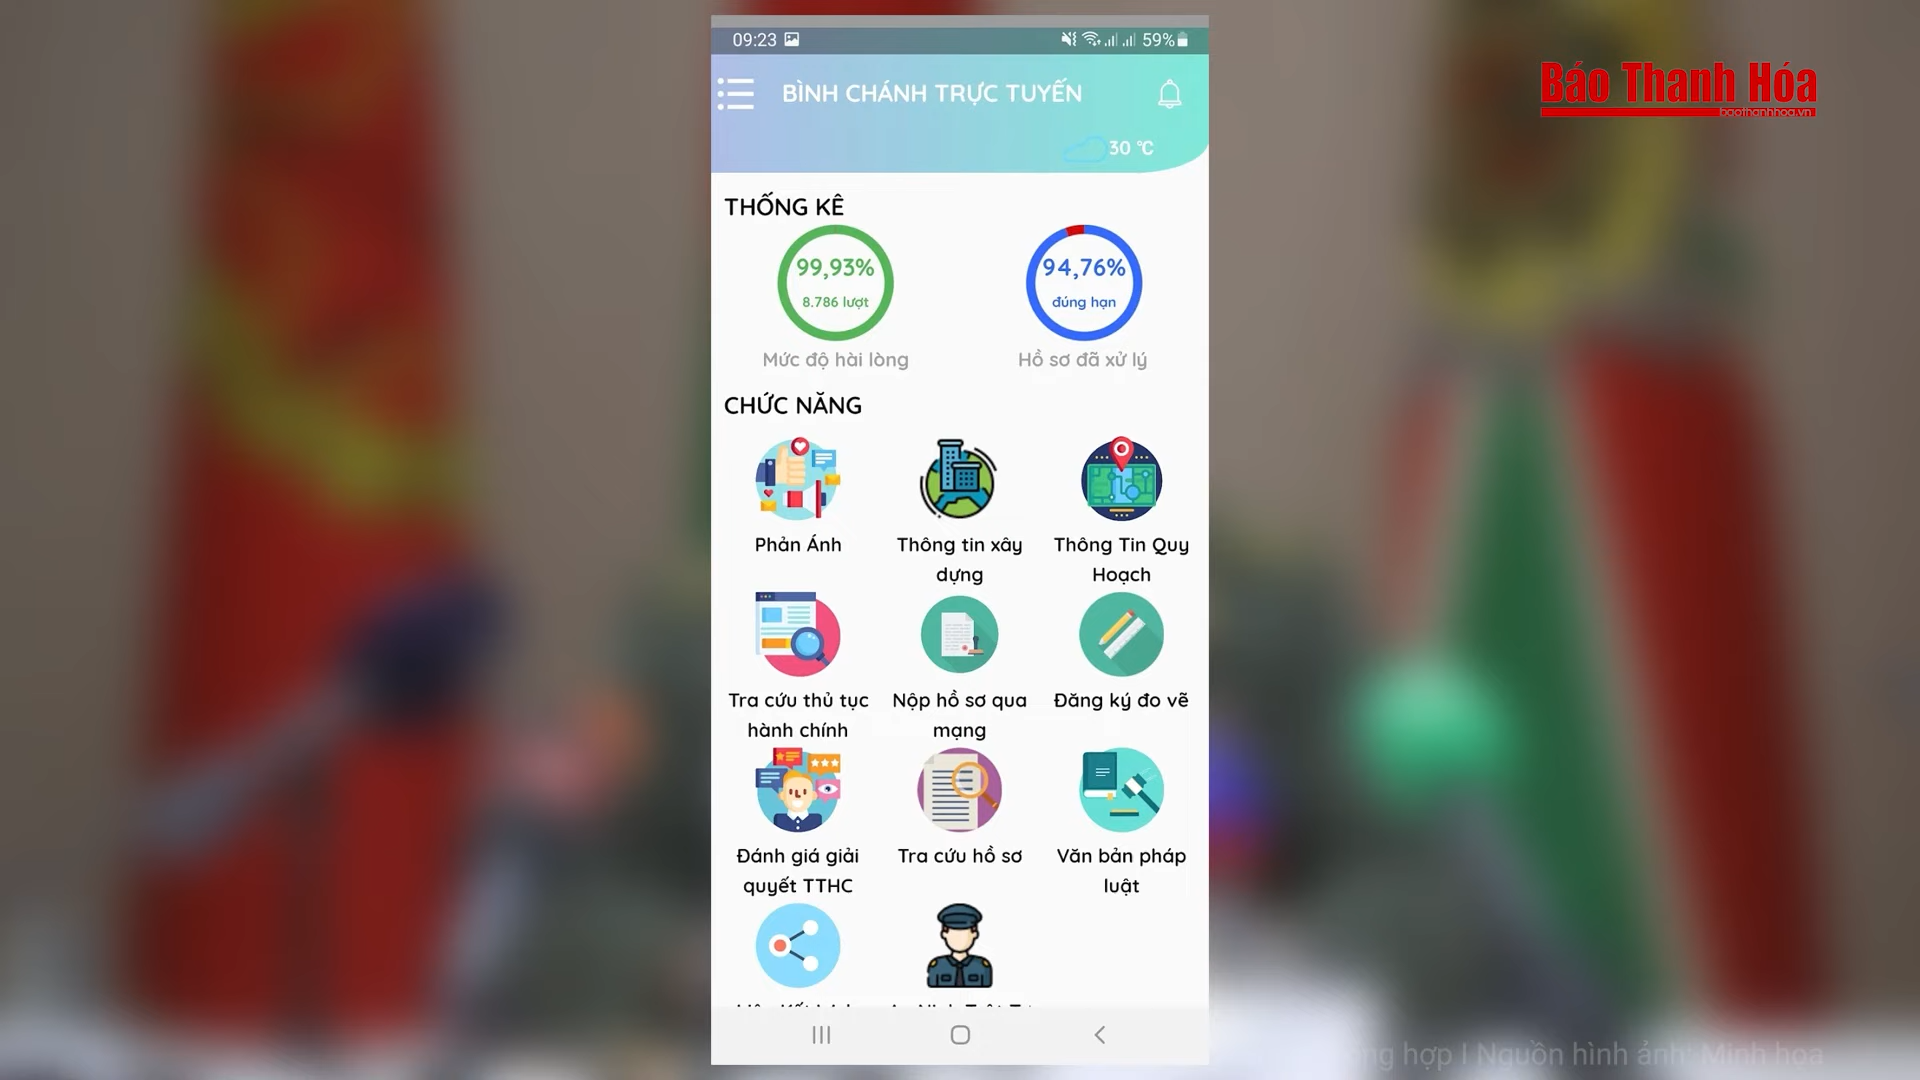 09:23
59%
Báo Thanh Hóa
baothanhhoa.vn
BÌNH CHÁNH TRỰC TUYẾN
30 ℃
THỐNG KÊ
99,93%
8.786 lượt
Mức độ hài lòng
94,76%
đúng hạn
Hồ sơ đã xử lý
CHỨC NĂNG
Phản Ánh
Thông tin xây
dựng
Thông Tin Quy
Hoạch
Tra cứu thủ tục
hành chính
Nộp hồ sơ qua
mạng
Đăng ký đo vẽ
Đánh giá giải
quyết TTHC
Tra cứu hồ sơ
Văn bản pháp
luật
hợp I Nguồn hình ảnh: Minh họa